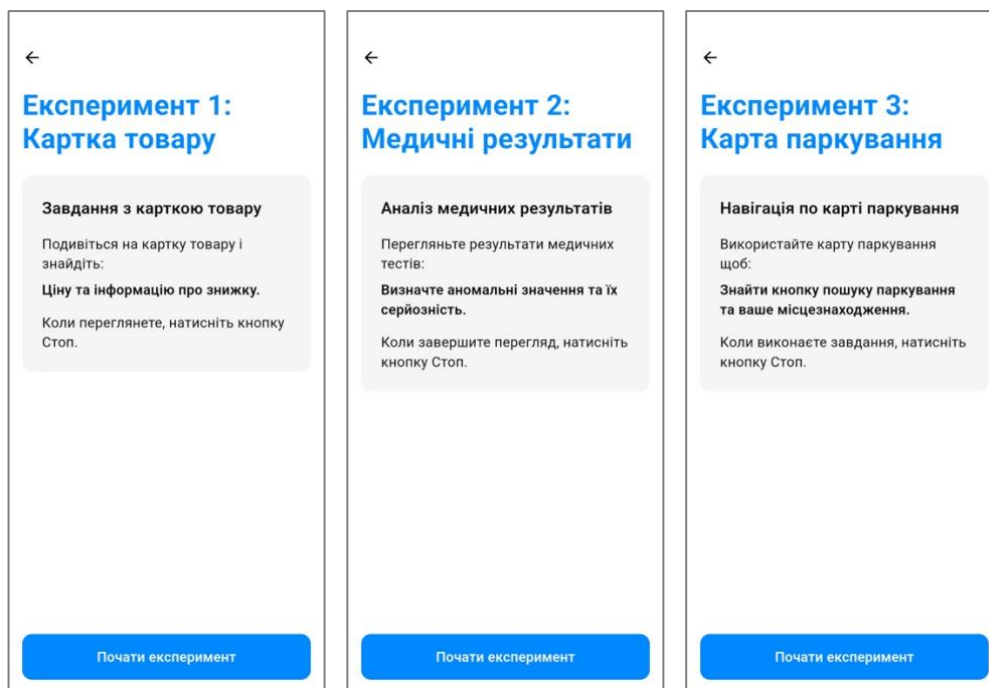 Експеримент 1:
Картка товару
Завдання з карткою товару
Подивіться на картку товару і
знайдіть:
Ціну та інформацію про знижку.
Коли переглянете, натисніть кнопку
Стоп.
Почати експеримент
Експеримент 2:
Медичні результати
Аналіз медичних результатів
Перегляньте результати медичних
тестів:
Визначте аномальні значення та їх
серйозність.
Коли завершите перегляд, натисніть
кнопку Стоп.
Почати експеримент
Експеримент 3:
Карта паркування
Навігація по карті паркування
Використайте карту паркування
щоб:
Знайти кнопку пошуку паркування
та ваше місцезнаходження.
Коли виконаєте завдання, натисніть
кнопку Стоп.
Почати експеримент